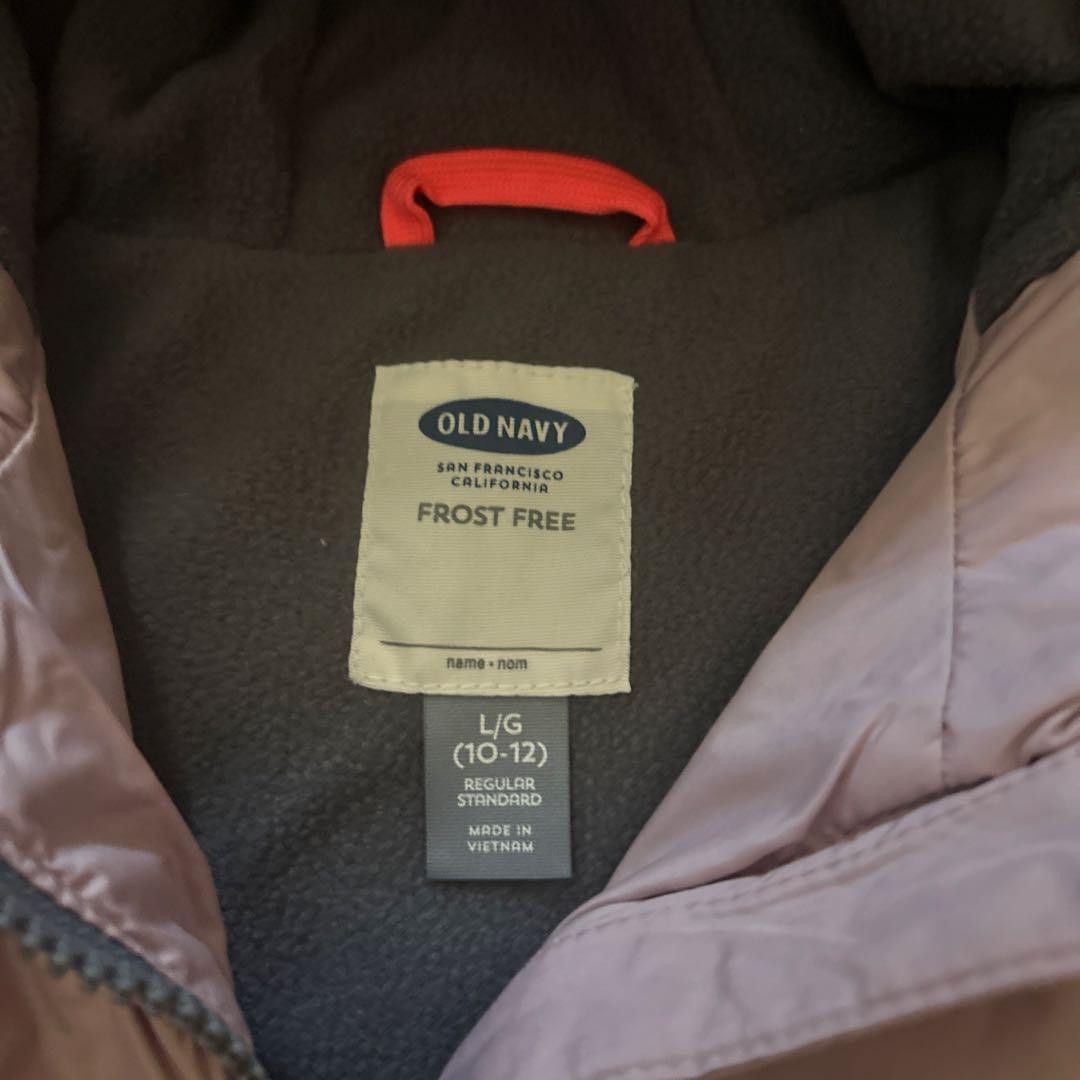 OLD NAVY
SAN FRANCISCO
CALIFORNIA
FROST FREE
name • nom
L/G
(10-12)
REGULAR
STANDARD
MADE IN
VIETNAM